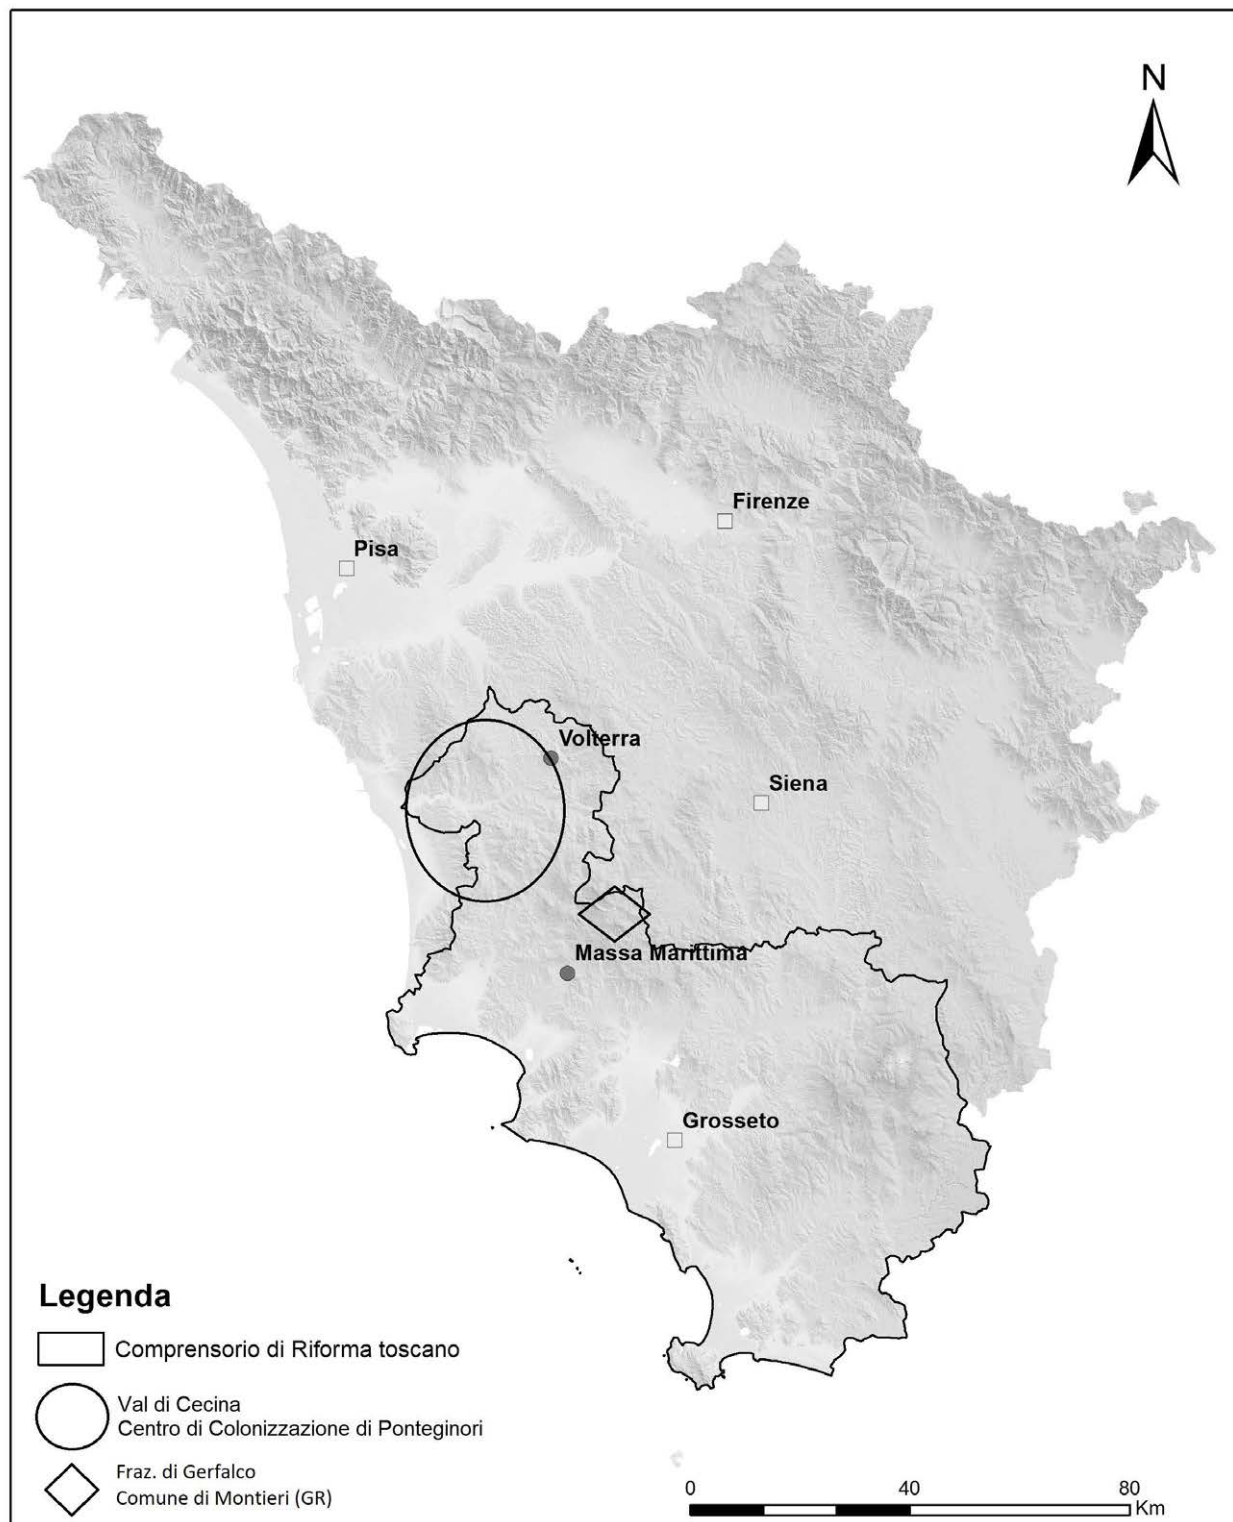 N
Firenze
Pisa
Volterra
Siena
Massa Marittima
Grosseto
Legenda
Comprensorio di Riforma toscano
Val di Cecina
Centro di Colonizzazione di Ponteginori
Fraz. di Gerfalco
Comune di Montieri (GR)
0 40 80
Km